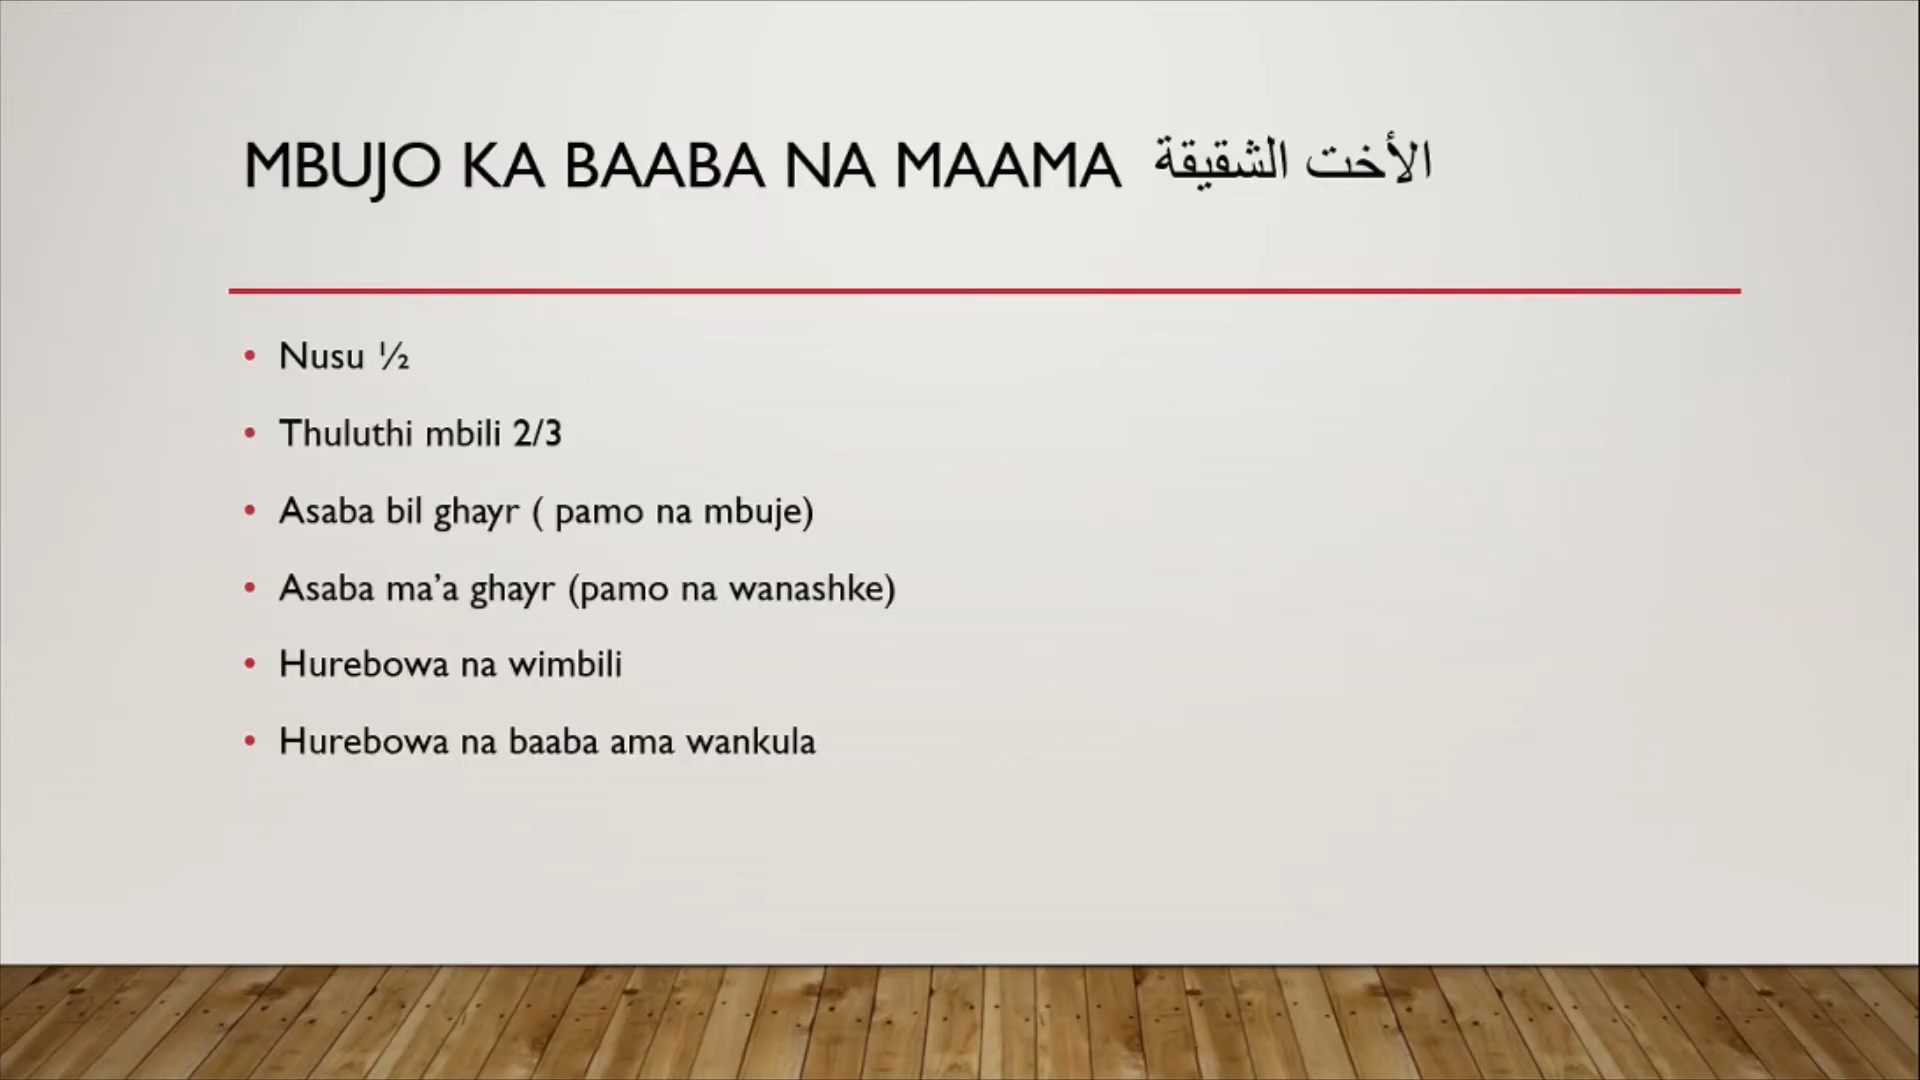 MBUJO KA BAABA NA MAAMA الأخت الشقيقة
• Nusu ½
• Thuluthi mbili 2/3
• Asaba bil ghayr ( pamo na mbuje)
• Asaba ma’a ghayr (pamo na wanashke)
• Hurebowa na wimbili
• Hurebowa na baaba ama wankula